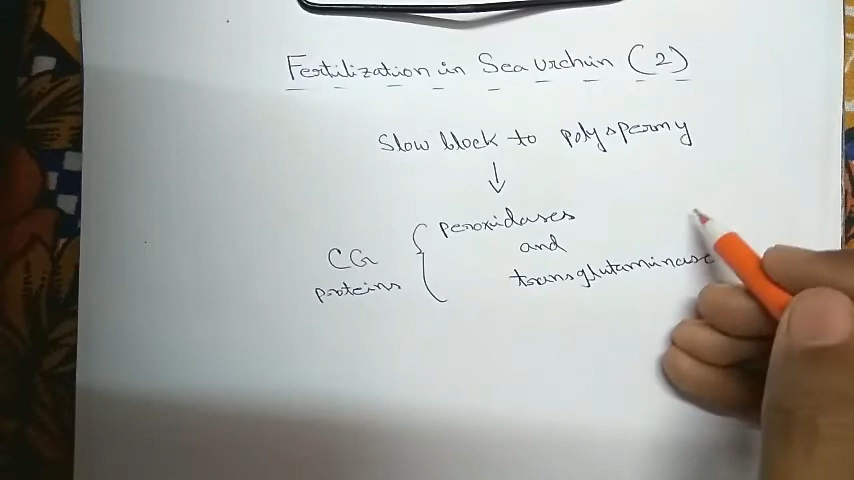 Fertilization in Sea urchin (2)
Slow block to polyspermy
↓
CG proteins { peroxidases
and
transglutaminase